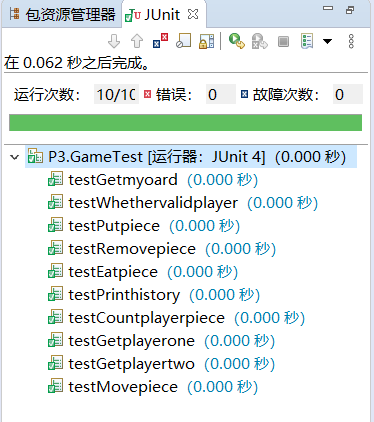 包资源管理器 JUnit
在 0.062 秒之后完成。
运行次数： 10/10 错误： 0 故障次数： 0
P3.GameTest [运行器：JUnit 4]（0.000 秒）
testGetmyoard（0.000 秒）
testWhethervalidplayer（0.000 秒）
testPutpiece（0.000 秒）
testRemovepiece（0.000 秒）
testEatpiece（0.000 秒）
testPrinthistory（0.000 秒）
testCountplayerpiece（0.000 秒）
testGetplayerone（0.000 秒）
testGetplayertwo（0.000 秒）
testMovepiece（0.000 秒）